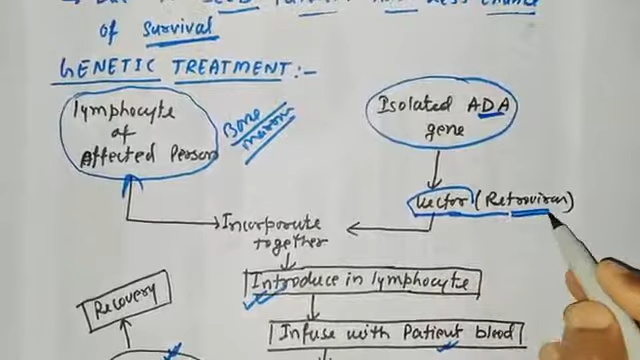 of Survival
GENETIC TREATMENT:-
lymphocyte of Affected Person
Bone marrow
Isolated ADA gene
Vector (Retrovirus)
Incorporate together
Introduce in lymphocyte
Infuse with Patient blood
Recovery